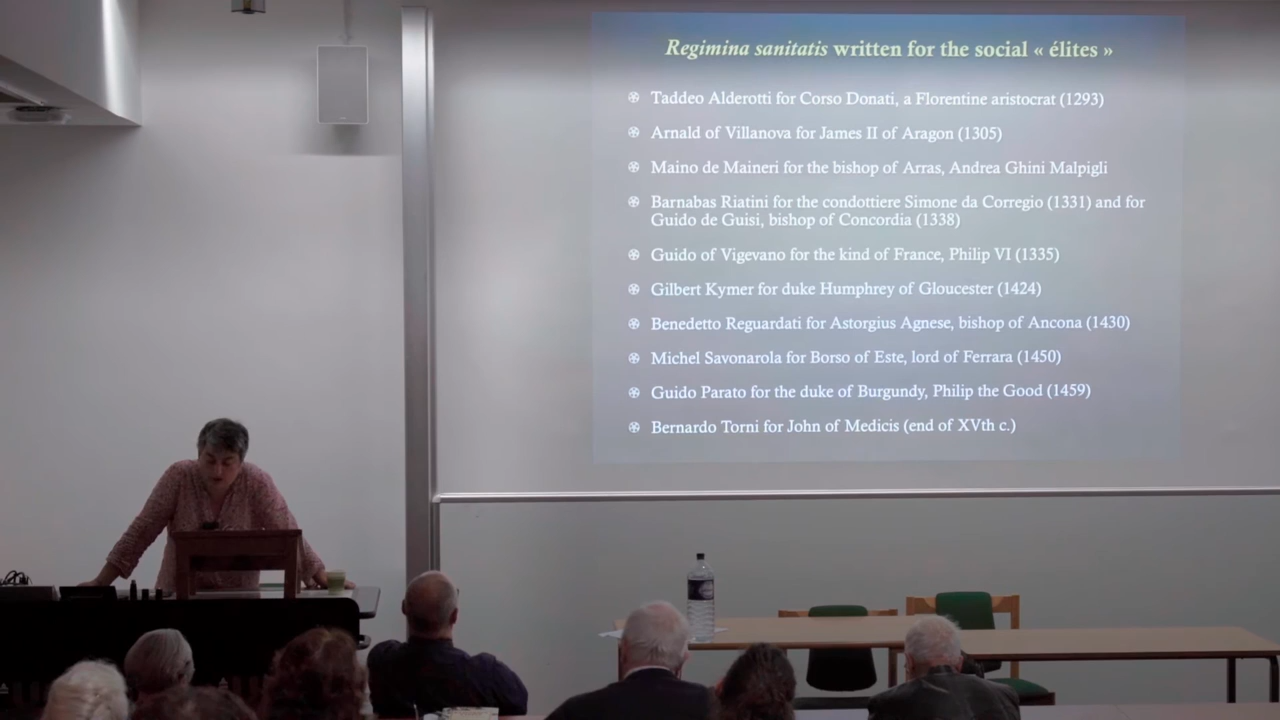 Regimina sanitatis written for the social « élites »
Taddeo Alderotti for Corso Donati, a Florentine aristocrat (1293)
Arnald of Villanova for James II of Aragon (1305)
Maino de Maineri for the bishop of Arras, Andrea Ghini Malpigli
Barnabas Riatini for the condottiere Simone da Corregio (1331) and for
Guido de Guisi, bishop of Concordia (1338)
Guido of Vigevano for the kind of France, Philip VI (1335)
Gilbert Kymer for duke Humphrey of Gloucester (1424)
Benedetto Reguardati for Astorgius Agnese, bishop of Ancona (1430)
Michel Savonarola for Borso of Este, lord of Ferrara (1450)
Guido Parato for the duke of Burgundy, Philip the Good (1459)
Bernardo Torni for John of Medicis (end of XVth c.)